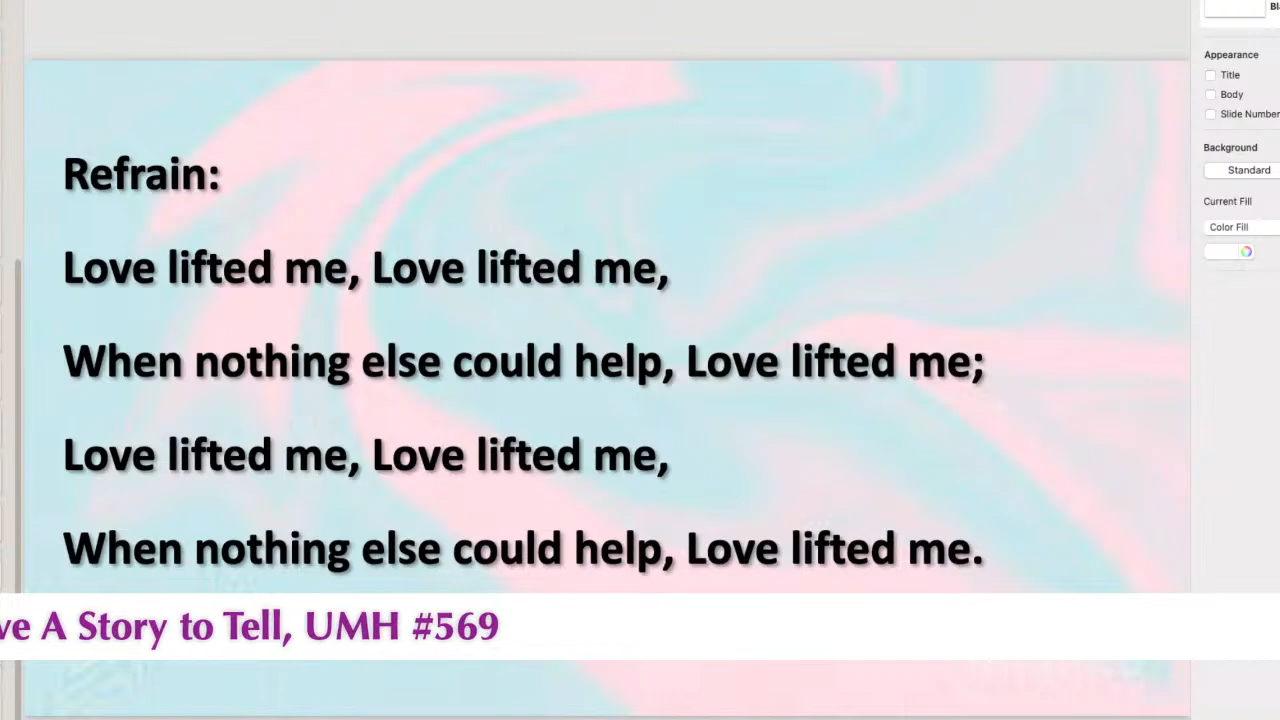 Bl
Appearance
Title
Body
Slide Number
Background
Standard
Current Fill
Color Fill
Refrain:
Love lifted me, Love lifted me,
When nothing else could help, Love lifted me;
Love lifted me, Love lifted me,
When nothing else could help, Love lifted me.
ve A Story to Tell, UMH #569